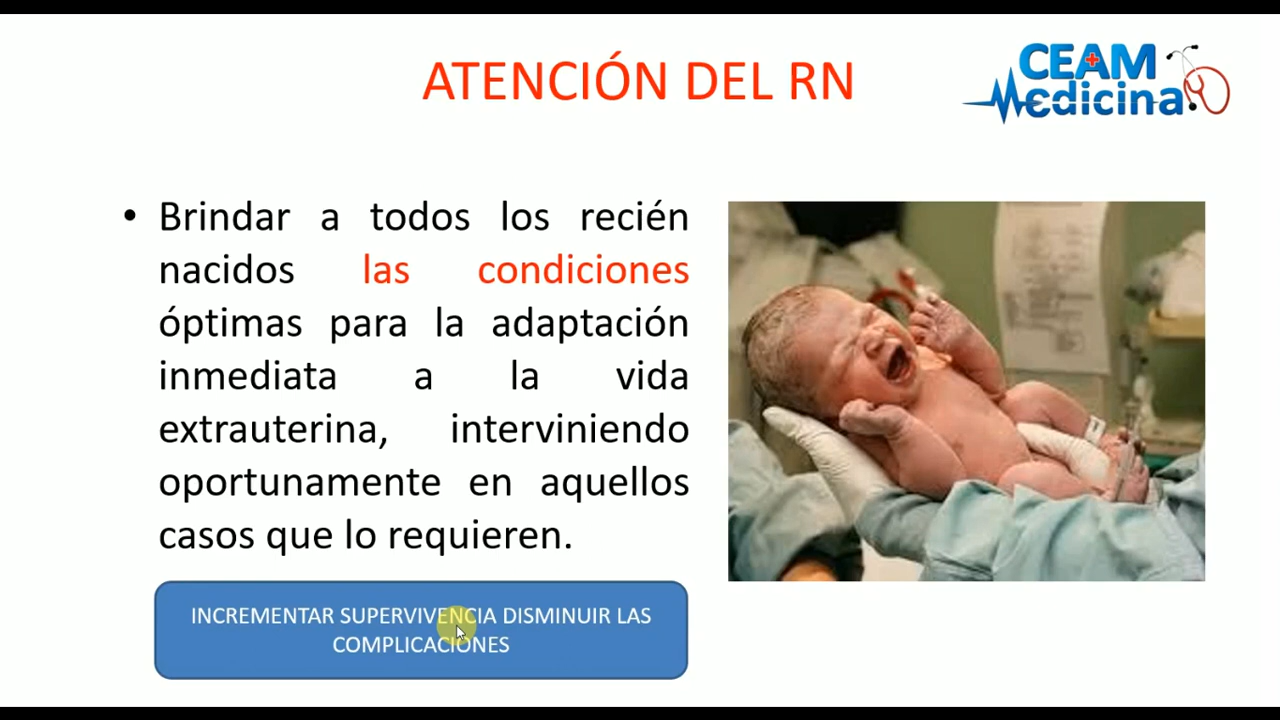 ATENCIÓN DEL RN
CEAM
Medicina
• Brindar a todos los recién
nacidos las condiciones
óptimas para la adaptación
inmediata a la vida
extrauterina, interviniendo
oportunamente en aquellos
casos que lo requieren.
INCREMENTAR SUPERVIVENCIA DISMINUIR LAS
COMPLICACIONES